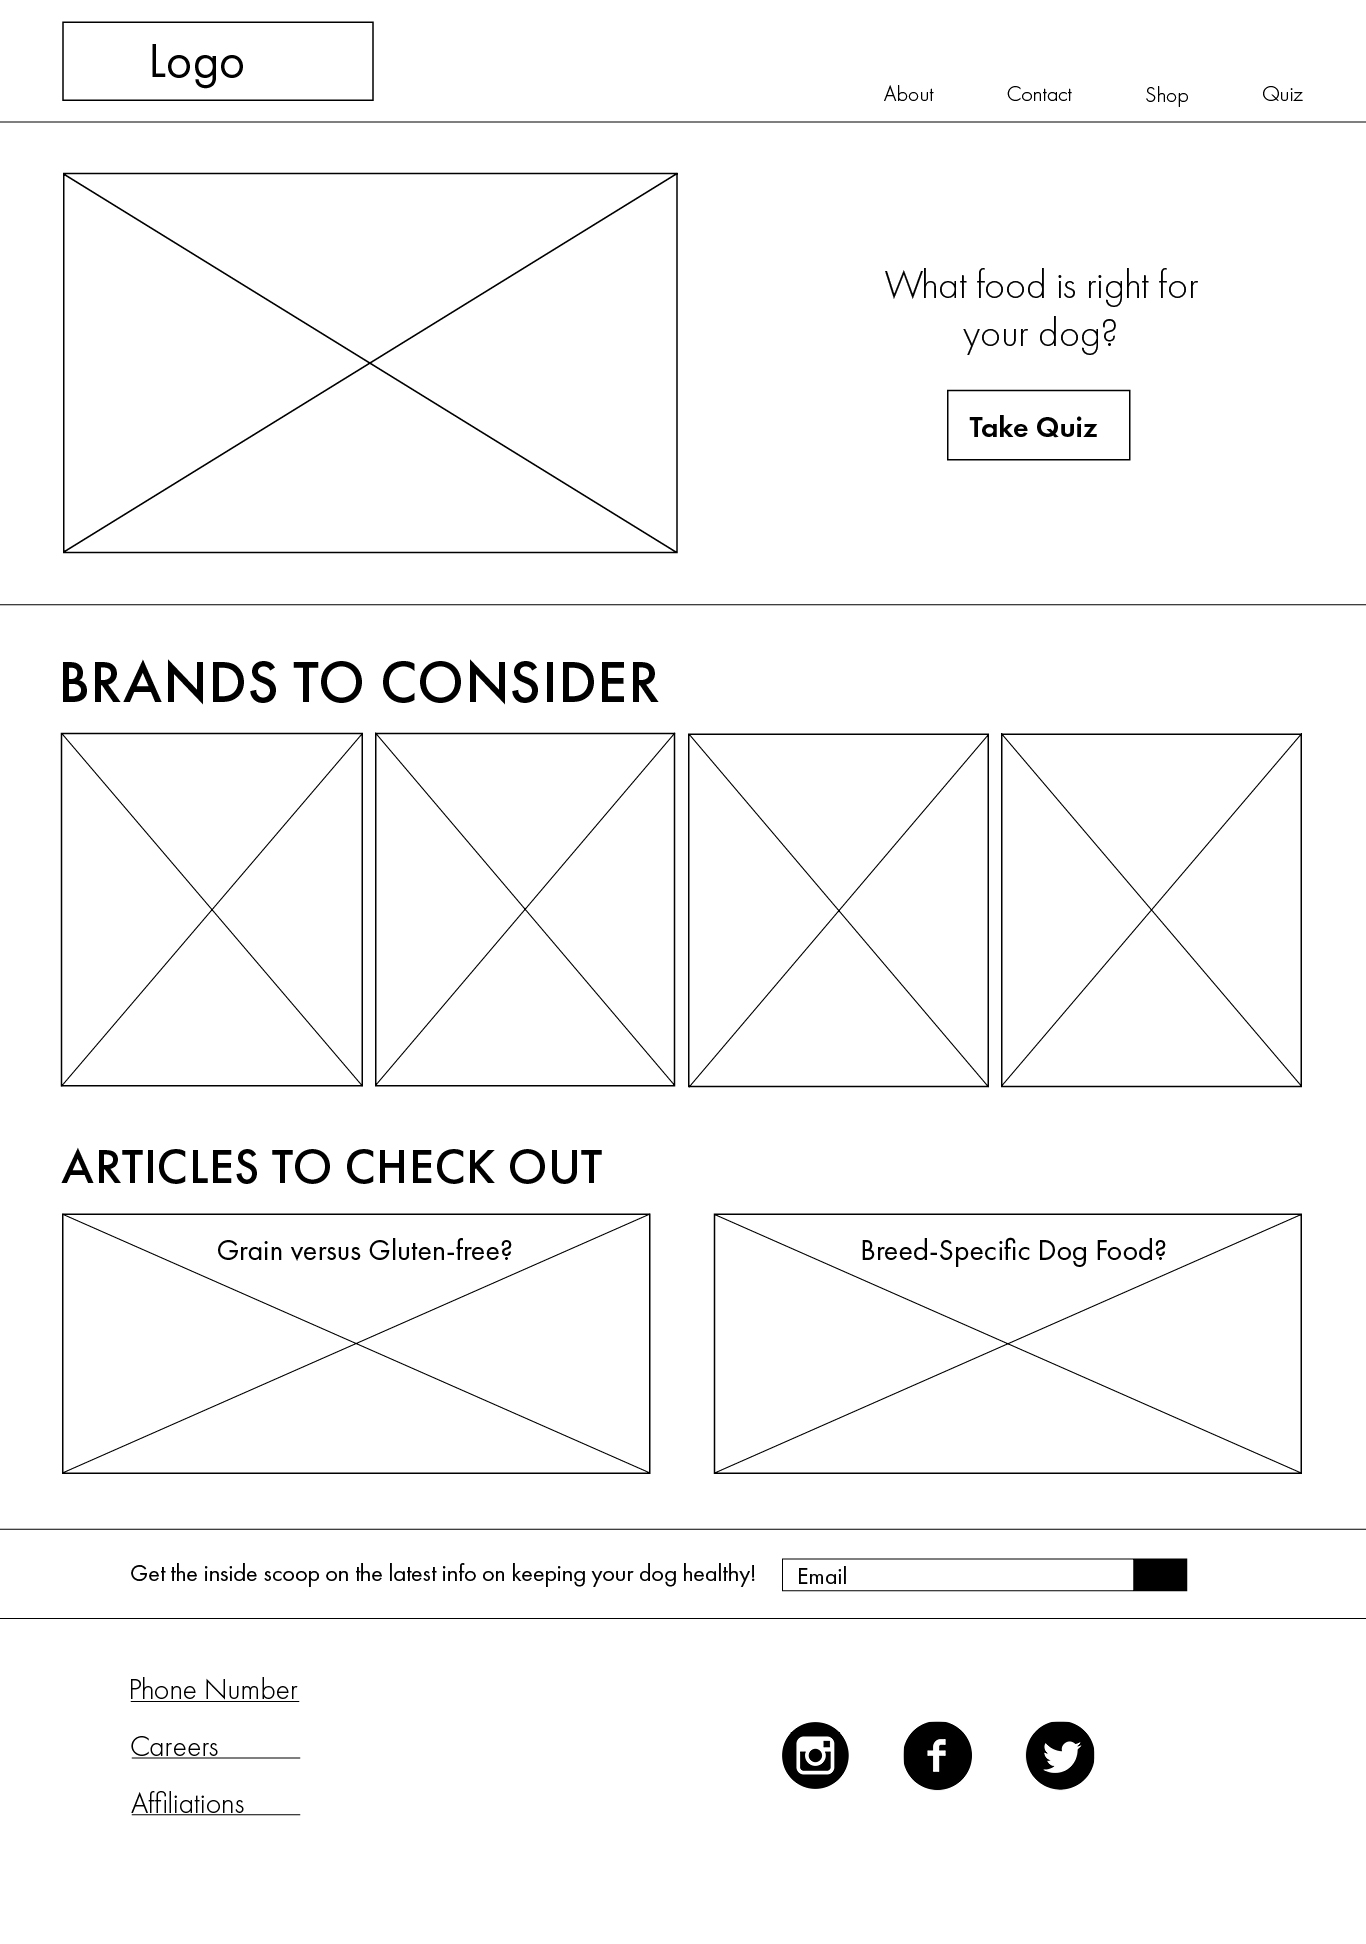 Logo
About Contact Shop Quiz
What food is right for
your dog?
Take Quiz
BRANDS TO CONSIDER
ARTICLES TO CHECK OUT
Grain versus Gluten-free?
Breed-Specific Dog Food?
Get the inside scoop on the latest info on keeping your dog healthy!
Email
Phone Number
Careers
Affiliations